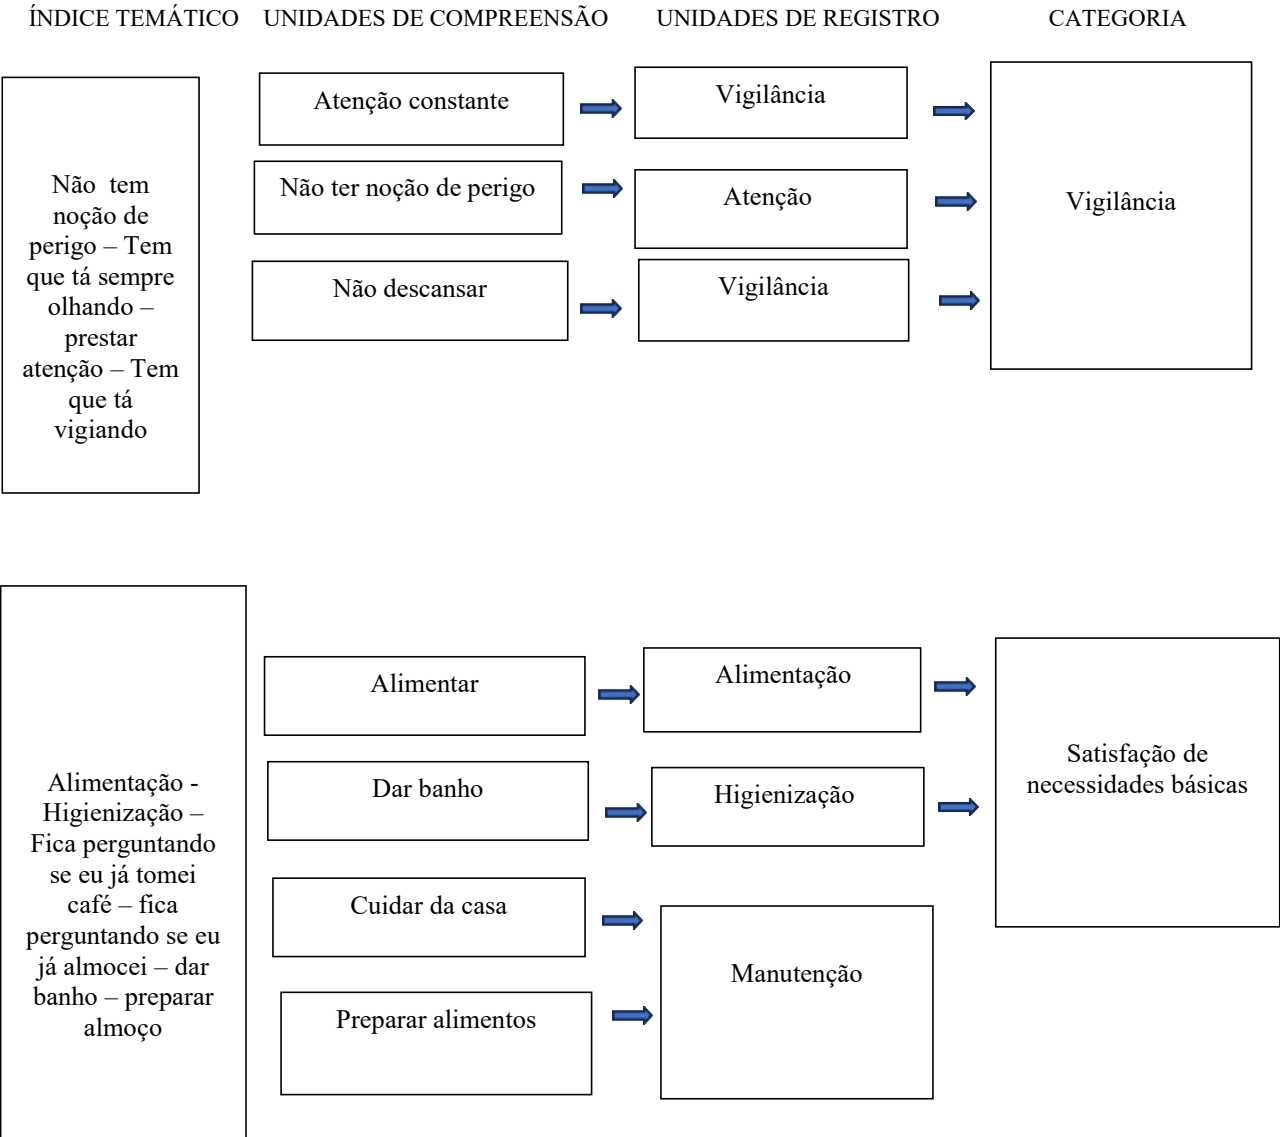 ÍNDICE TEMÁTICO UNIDADES DE COMPREENSÃO UNIDADES DE REGISTRO CATEGORIA
Não tem
noção de
perigo – Tem
que tá sempre
olhando –
prestar
atenção – Tem
que tá
vigiando
Atenção constante
Vigilância
Não ter noção de perigo
Atenção
Não descansar
Vigilância
Vigilância
Alimentação -
Higienização –
Fica perguntando
se eu já tomei
café – fica
perguntando se eu
já almocei – dar
banho – preparar
almoço
Alimentar
Alimentação
Dar banho
Higienização
Cuidar da casa
Preparar alimentos
Manutenção
Satisfação de
necessidades básicas